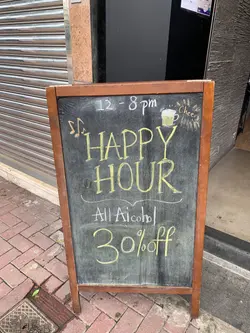 12 - 8 pm
HAPPY
HOUR
All Alcohol
30% off